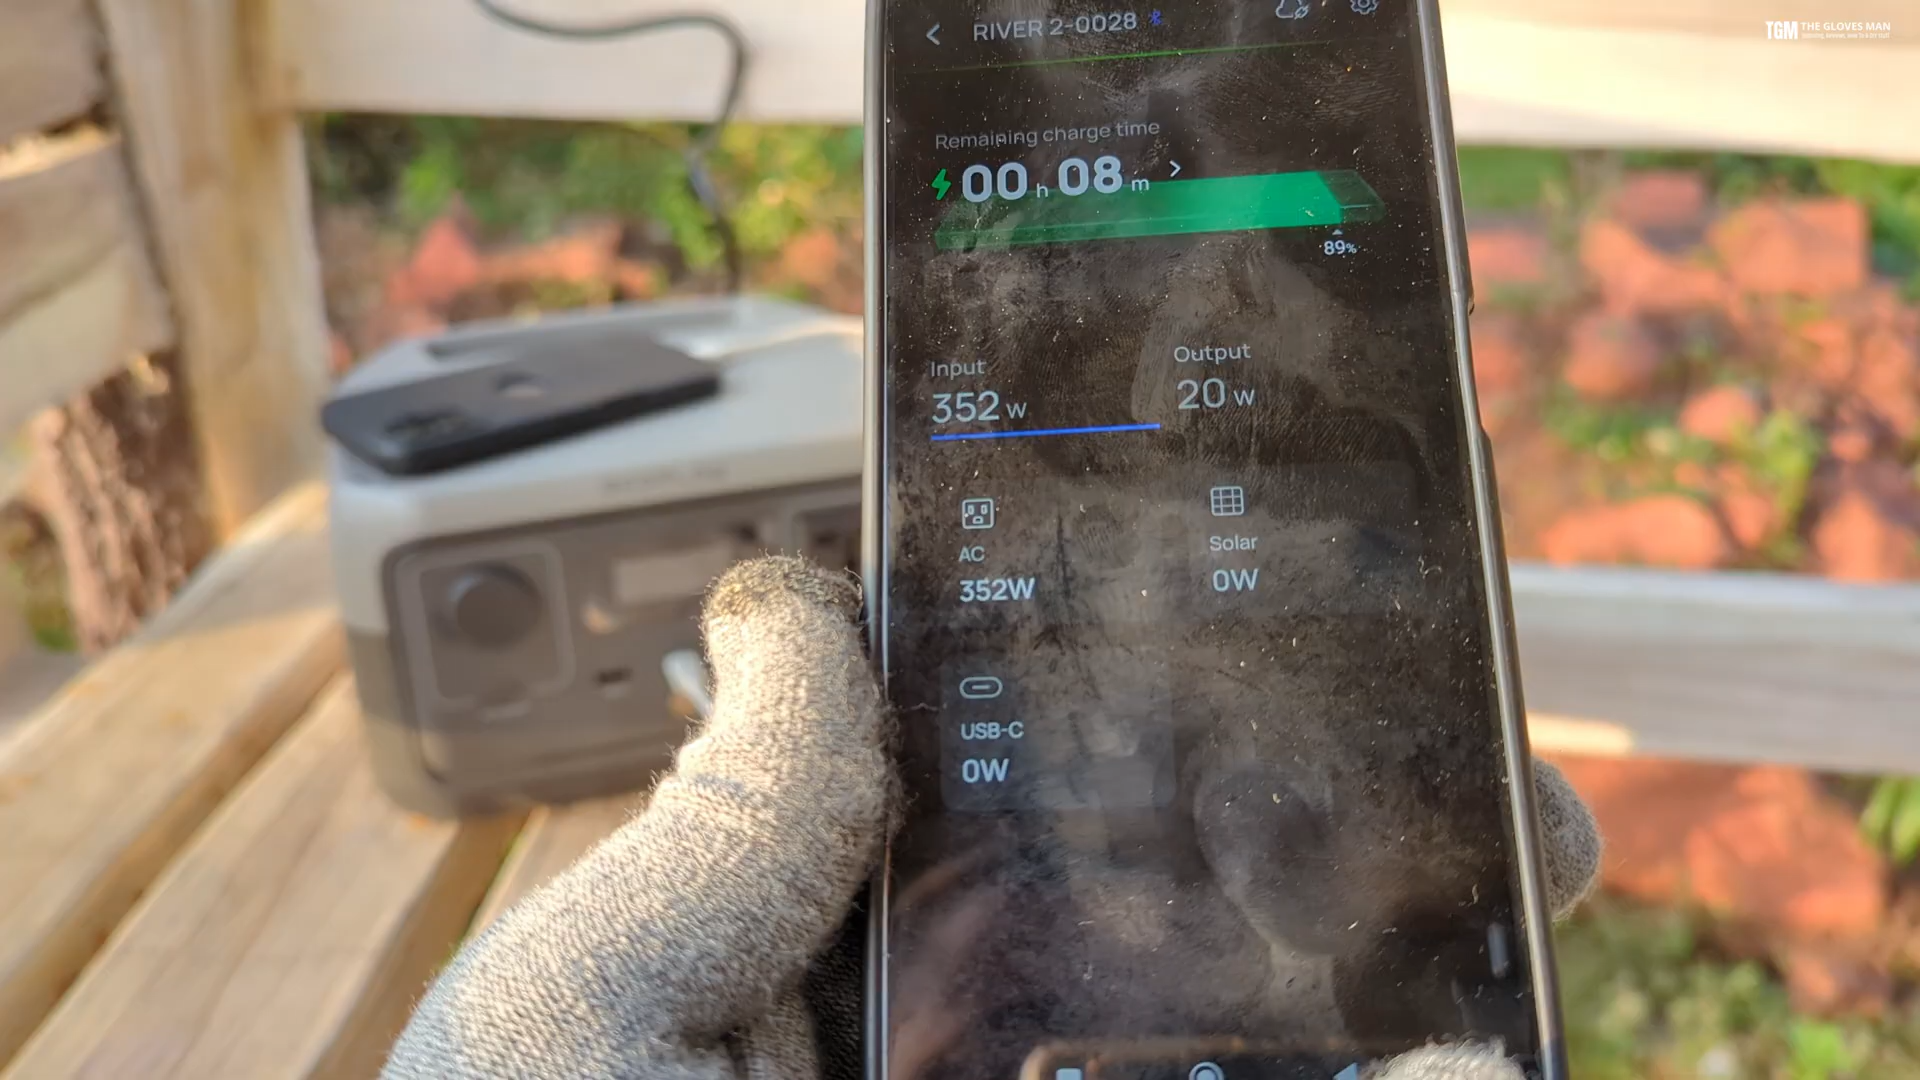 TGM THE GLOVES MAN
RIVER 2-0028
Remaining charge time
00 h 08 m
89%
Input
352 W
Output
20 W
AC
352W
Solar
0W
USB-C
0W